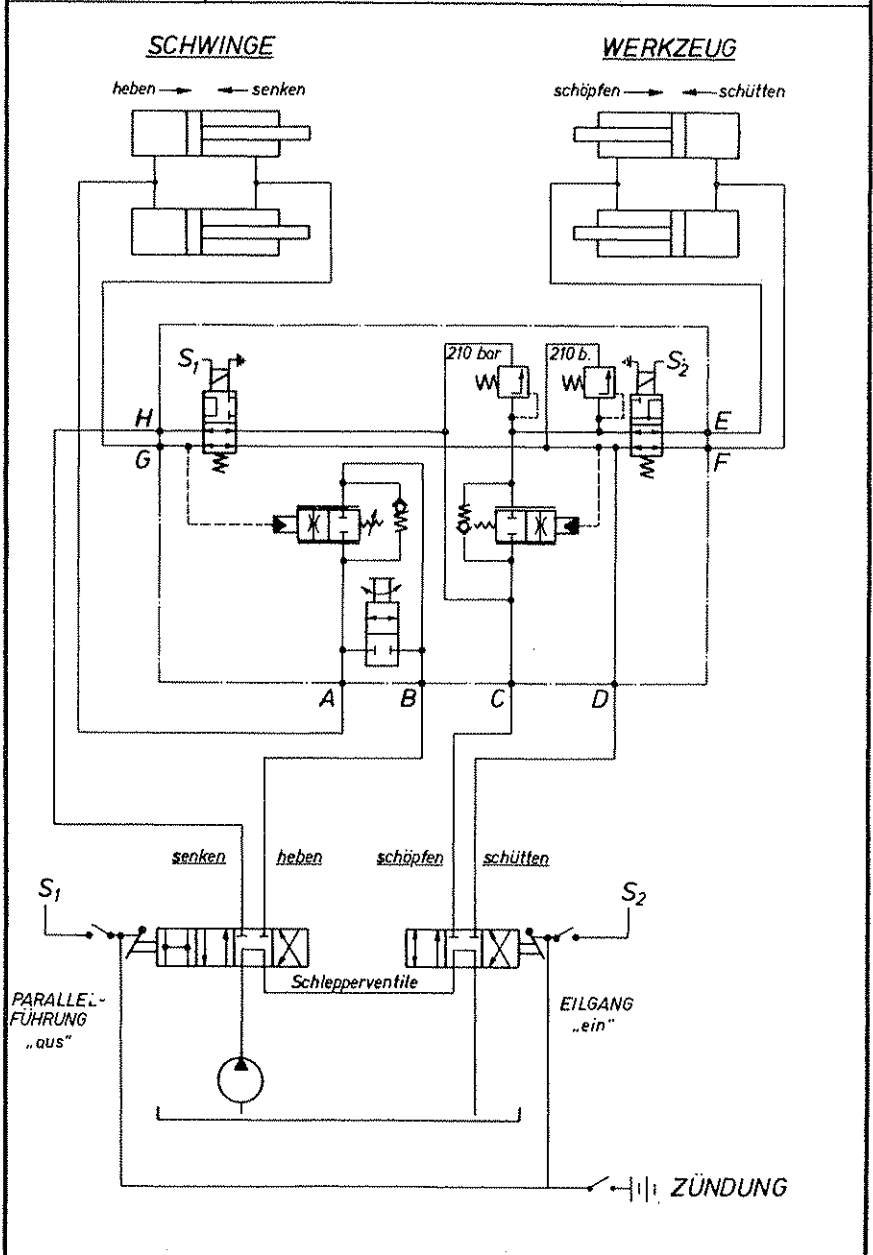 SCHWINGE
WERKZEUG
heben senken
schöpfen schütten
S1
210 bar
210 b.
S2
H
E
G
F
A
B
C
D
senken heben schöpfen schütten
S1
S2
Schlepperventile
PARALLEL-
FÜHRUNG
„aus"
EILGANG
„ein"
ZÜNDUNG